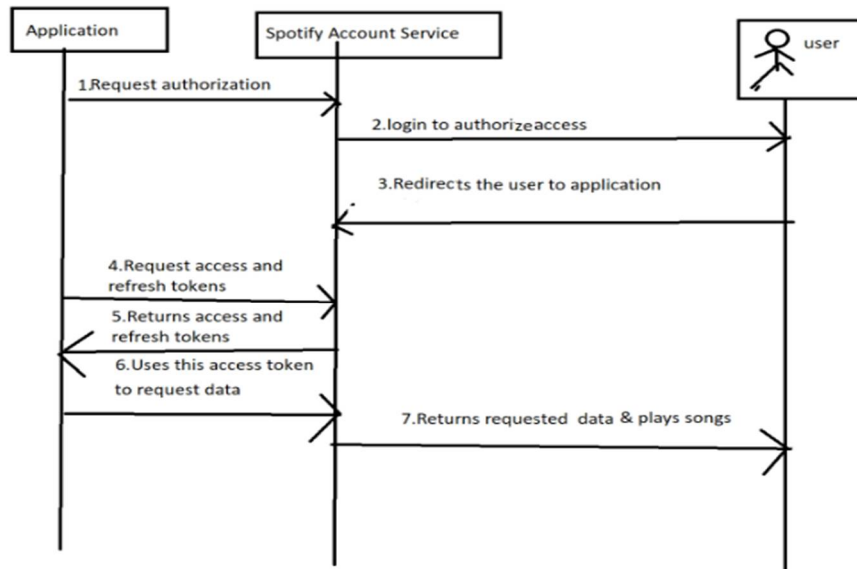 Application
Spotify Account Service
user
1.Request authorization
2.login to authorize access
3.Redirects the user to application
4.Request access and
refresh tokens
5.Returns access and
refresh tokens
6.Uses this access token
to request data
7.Returns requested data & plays songs